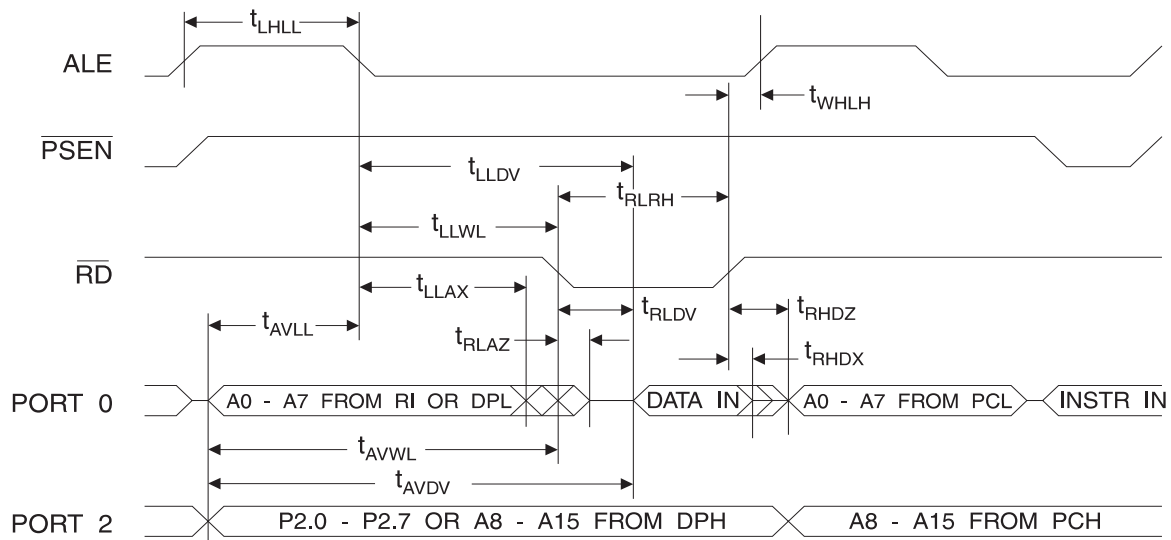 tLHLL
ALE
tWHLH
PSEN
tLLDV
tRLRH
tLLWL
RD
tLLAX
tRLDV
tRHDZ
tAVLL
tRLAZ
tRHDX
PORT 0
A0 - A7 FROM RI OR DPL
DATA IN
A0 - A7 FROM PCL
INSTR IN
tAVWL
tAVDV
PORT 2
P2.0 - P2.7 OR A8 - A15 FROM DPH
A8 - A15 FROM PCH